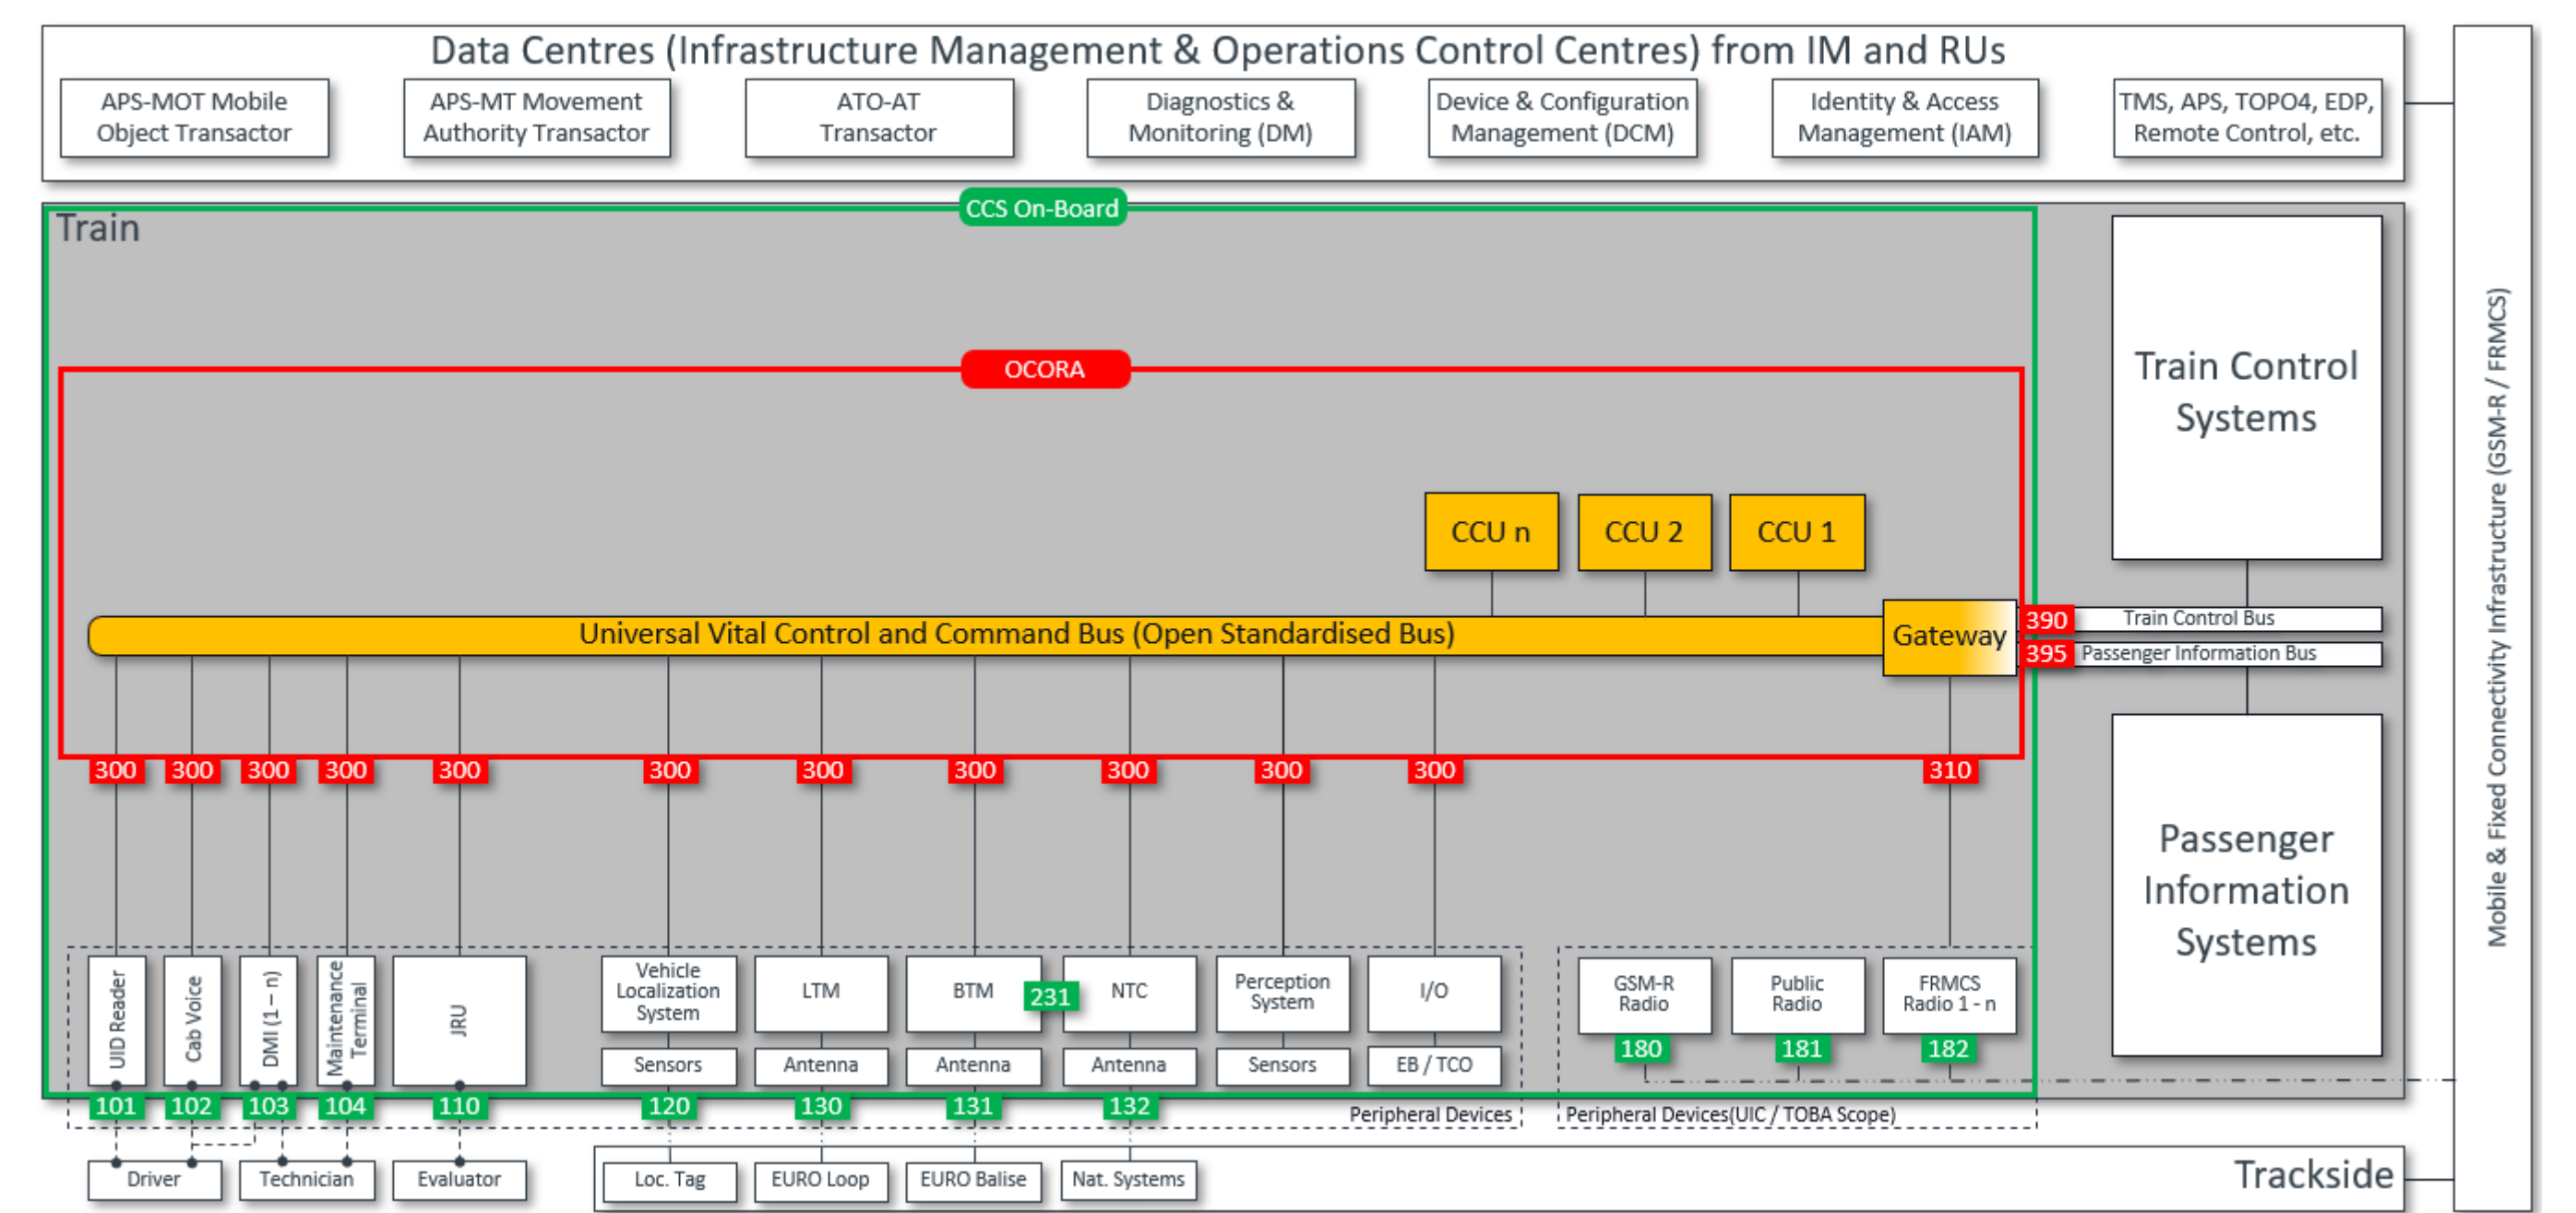 Data Centres (Infrastructure Management & Operations Control Centres) from IM and RUs
APS-MOT Mobile
Object Transactor
APS-MT Movement
Authority Transactor
ATO-AT
Transactor
Diagnostics &
Monitoring (DM)
Device & Configuration
Management (DCM)
Identity & Access
Management (IAM)
TMS, APS, TOPO4, EDP,
Remote Control, etc.
Mobile & Fixed Connectivity Infrastructure (GSM-R / FRMCS)
CCS On-Board
Train
OCORA
Train Control
Systems
CCU n
CCU 2
CCU 1
Universal Vital Control and Command Bus (Open Standardised Bus)
Gateway
390
Train Control Bus
395
Passenger Information Bus
300
300
300
300
300
300
300
300
300
300
300
310
Passenger
Information
Systems
UID Reader
Cab Voice
DMI (1 – n)
Maintenance
Terminal
JRU
Vehicle
Localization
System
LTM
BTM
231
NTC
Perception
System
I/O
GSM-R
Radio
Public
Radio
FRMCS
Radio 1 - n
Sensors
Antenna
Antenna
Antenna
Sensors
EB / TCO
180
181
182
101
102
103
104
110
120
130
131
132
Peripheral Devices
Peripheral Devices(UIC / TOBA Scope)
Driver
Technician
Evaluator
Loc. Tag
EURO Loop
EURO Balise
Nat. Systems
Trackside